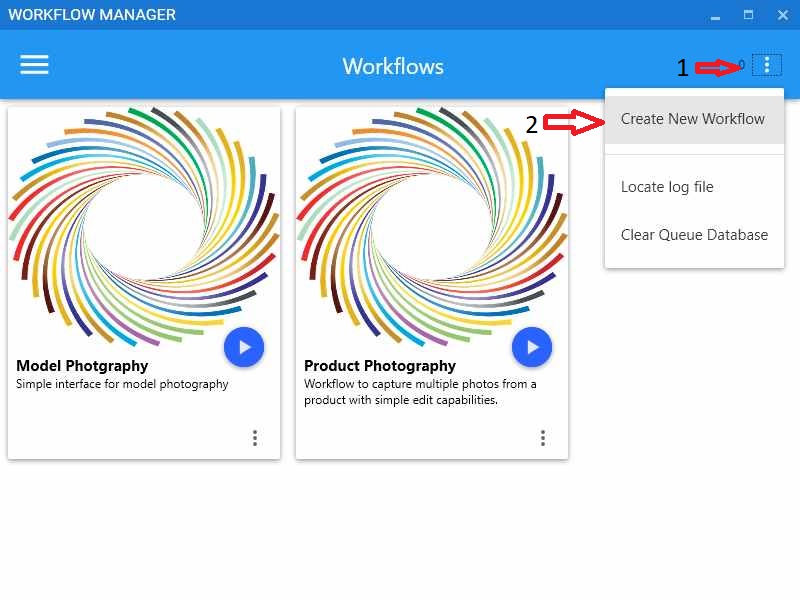 WORKFLOW MANAGER
Workflows
1
0
2
Create New Workflow
Locate log file
Clear Queue Database
Model Photgraphy
Simple interface for model photography
Product Photography
Workflow to capture multiple photos from a
product with simple edit capabilities.